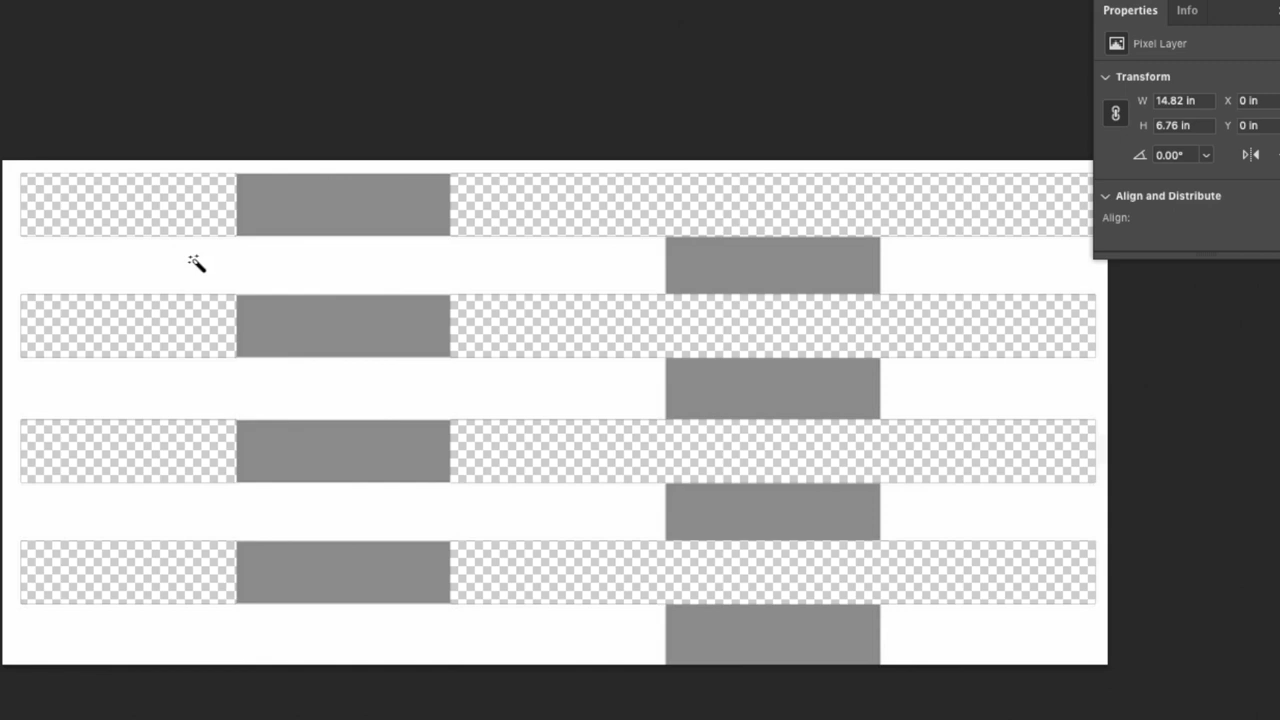 Properties Info
Pixel Layer
Transform
W 14.82 in X 0 in
H 6.76 in Y 0 in
0.00°
Align and Distribute
Align: